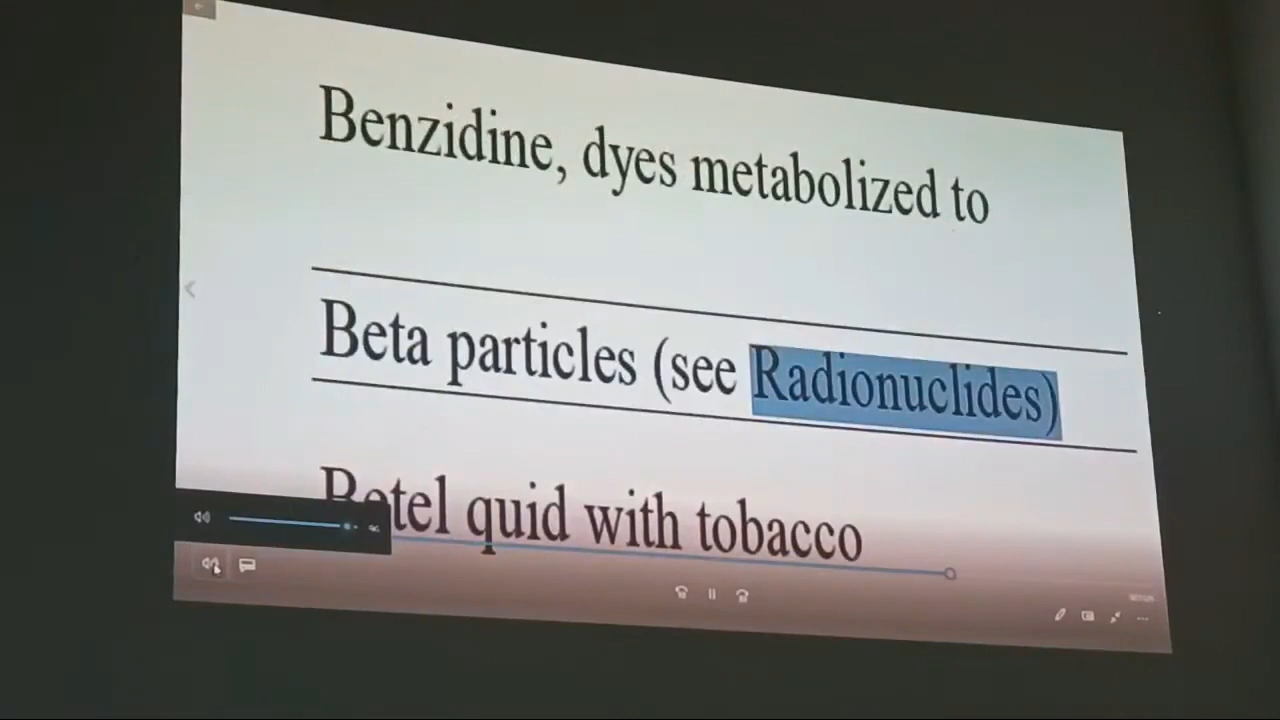 Benzidine, dyes metabolized to
Beta particles (see Radionuclides)
Betel quid with tobacco